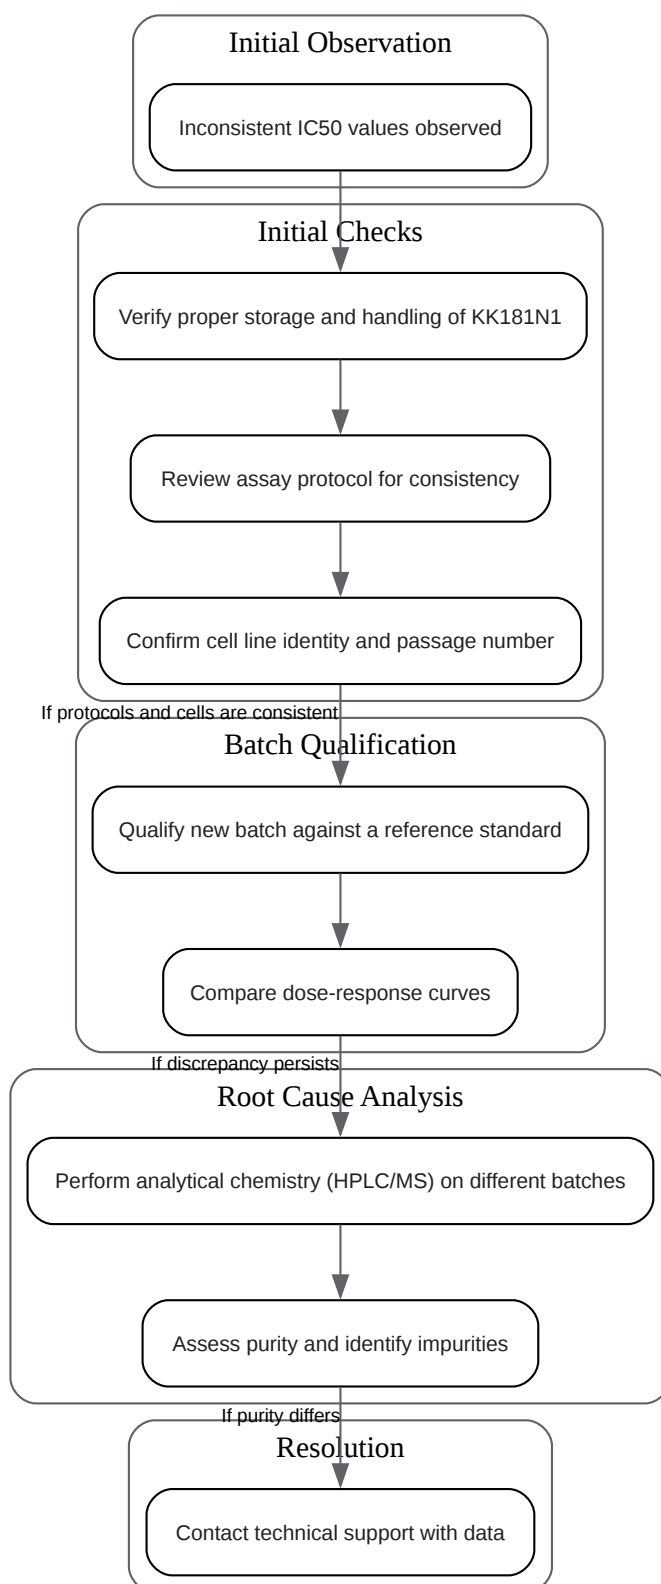 Initial Observation
Inconsistent IC50 values observed
Initial Checks
Verify proper storage and handling of KK181N1
Review assay protocol for consistency
Confirm cell line identity and passage number
If protocols and cells are consistent
Batch Qualification
Qualify new batch against a reference standard
Compare dose-response curves
If discrepancy persists
Root Cause Analysis
Perform analytical chemistry (HPLC/MS) on different batches
Assess purity and identify impurities
If purity differs
Resolution
Contact technical support with data